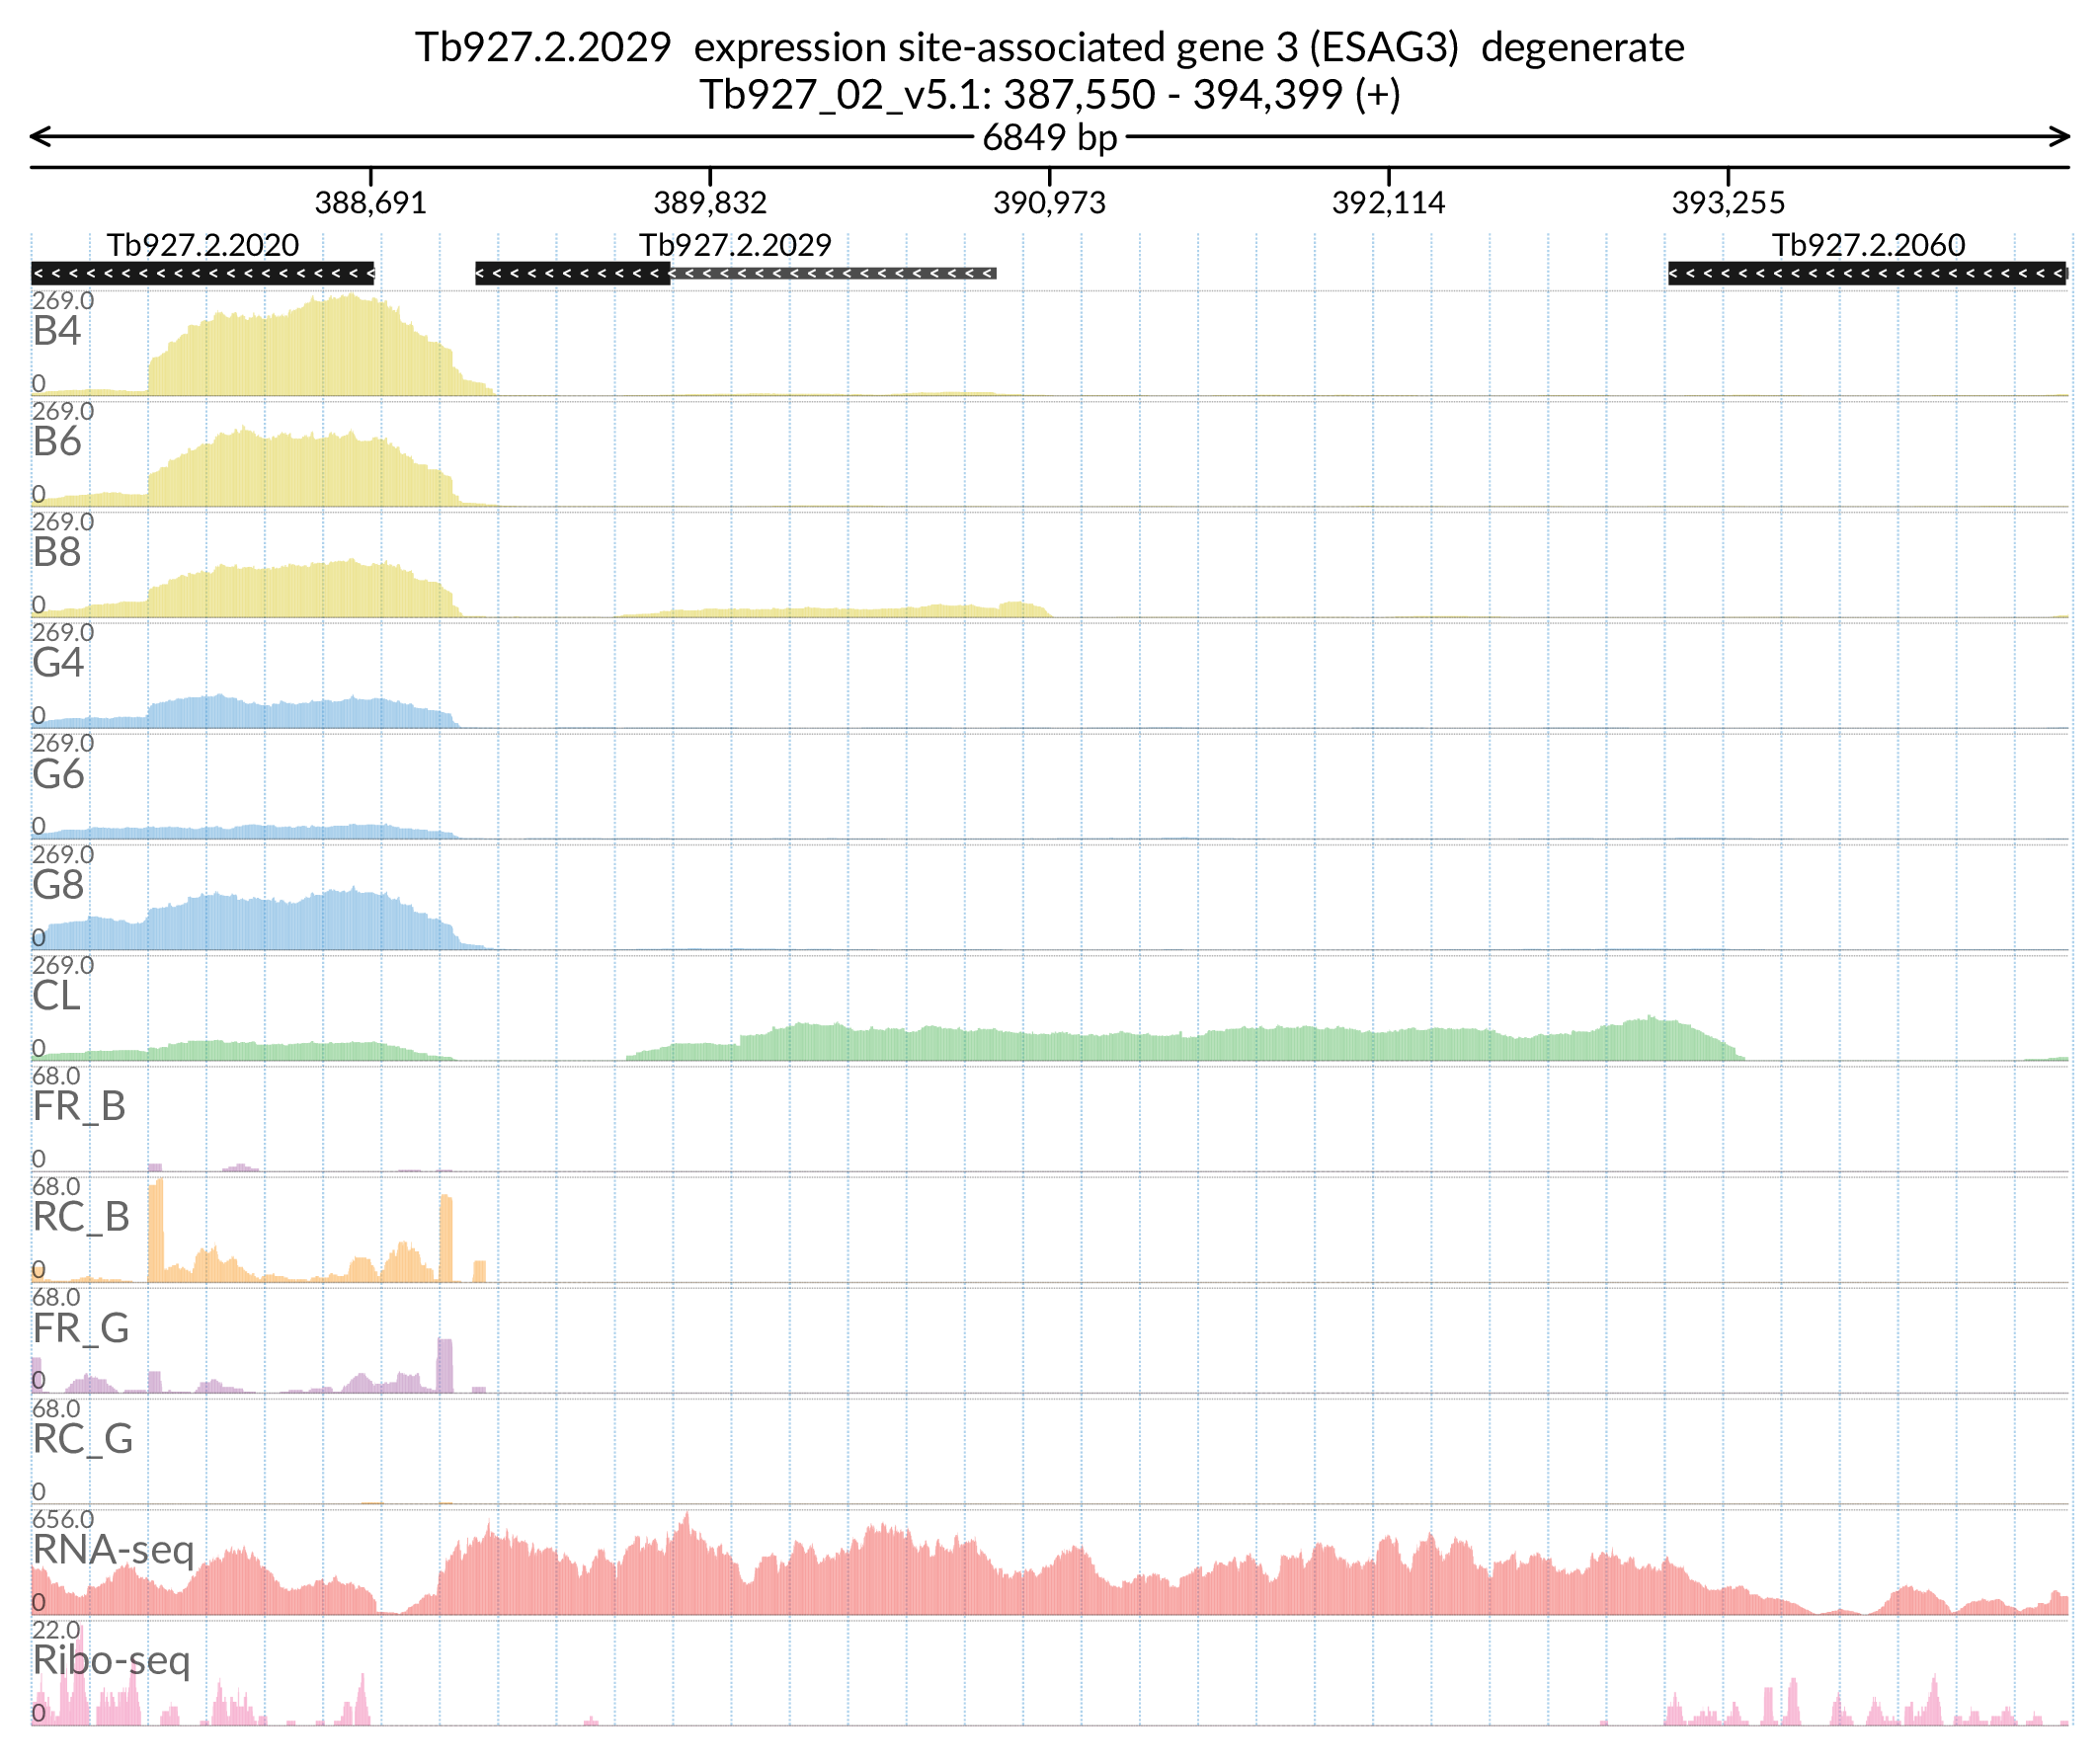 Tb927.2.2029 expression site-associated gene 3 (ESAG3) degenerate
Tb927_02_v5.1: 387,550 - 394,399 (+)
6849 bp
388,691 389,832 390,973 392,114 393,255
Tb927.2.2020 Tb927.2.2029 Tb927.2.2060
269.0
B4
0
269.0
B6
0
269.0
B8
0
269.0
G4
0
269.0
G6
0
269.0
G8
0
269.0
CL
0
68.0
FR_B
0
68.0
RC_B
0
68.0
FR_G
0
68.0
RC_G
0
656.0
RNA-seq
0
22.0
Ribo-seq
0